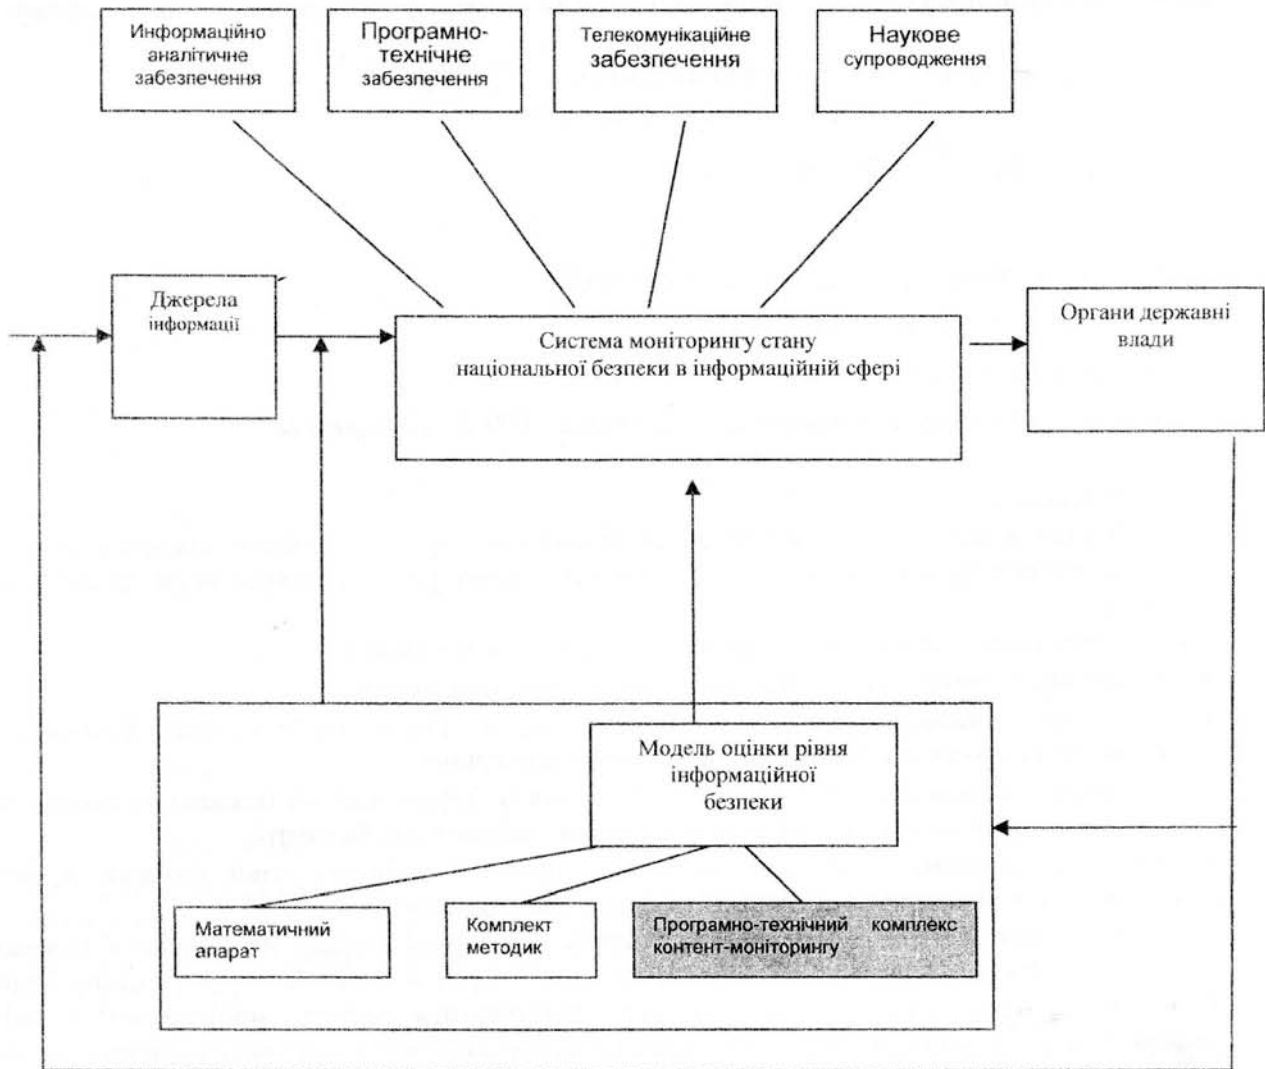 Информаційно
аналітичне
забезпечення
Програмно-
технічне
забезпечення
Телекомунікаційне
забезпечення
Наукове
супроводження
Джерела
інформації
Система моніторингу стану
національної безпеки в інформаційній сфері
Органи державні
влади
Модель оцінки рівня
інформаційної
безпеки
Математичний
апарат
Комплект
методик
Програмно-технічний комплекс
контент-моніторингу